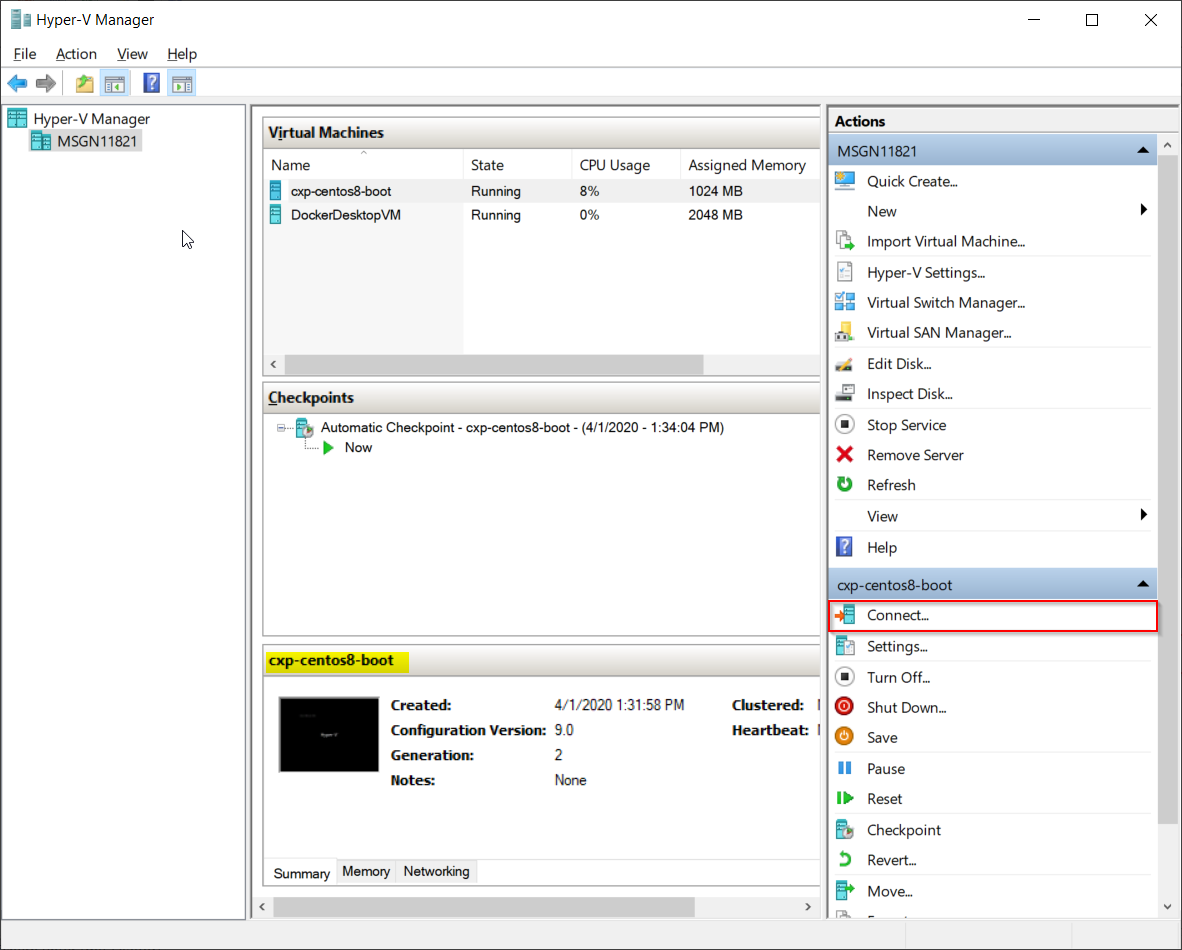 Hyper-V Manager
File Action View Help
Hyper-V Manager
MSGN11821
Virtual Machines
Name State CPU Usage Assigned Memory
cxp-centos8-boot Running 8% 1024 MB
DockerDesktopVM Running 0% 2048 MB
Checkpoints
Automatic Checkpoint - cxp-centos8-boot - (4/1/2020 - 1:34:04 PM)
Now
cxp-centos8-boot
Created: 4/1/2020 1:31:58 PM Clustered:
Configuration Version: 9.0 Heartbeat:
Generation: 2
Notes: None
Summary Memory Networking
Actions
MSGN11821
Quick Create...
New
Import Virtual Machine...
Hyper-V Settings...
Virtual Switch Manager...
Virtual SAN Manager...
Edit Disk...
Inspect Disk...
Stop Service
Remove Server
Refresh
View
Help
cxp-centos8-boot
Connect...
Settings...
Turn Off...
Shut Down...
Save
Pause
Reset
Checkpoint
Revert...
Move...